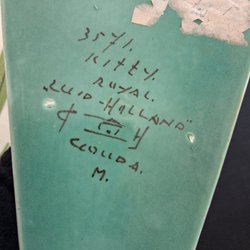 3571.
KITTY.
ROYAL.
"ZUID-HOLLAND"
GOUDA.
M.